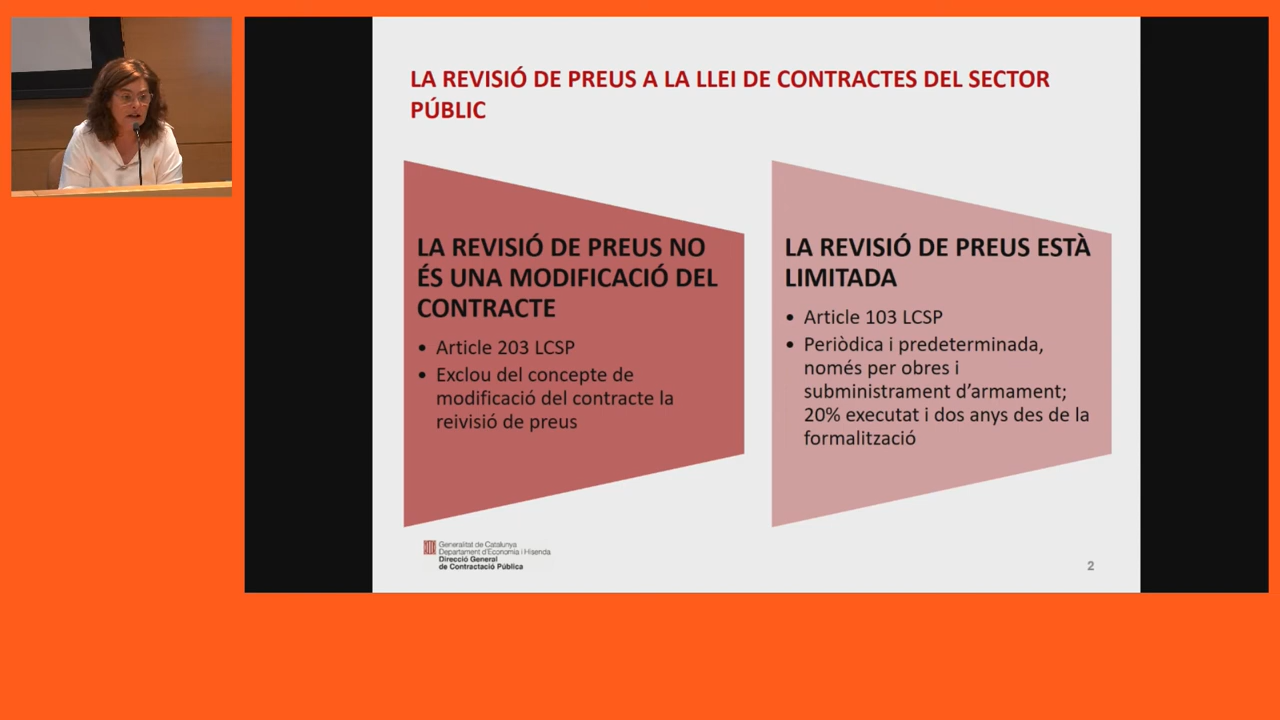 LA REVISIÓ DE PREUS A LA LLEI DE CONTRACTES DEL SECTOR
PÚBLIC
LA REVISIÓ DE PREUS NO
ÉS UNA MODIFICACIÓ DEL
CONTRACTE
• Article 203 LCSP
• Exclou del concepte de
modificació del contracte la
reivisió de preus
LA REVISIÓ DE PREUS ESTÀ
LIMITADA
• Article 103 LCSP
• Periòdica i predeterminada,
només per obres i
subministrament d’armament;
20% executat i dos anys des de la
formalització
Generalitat de Catalunya
Departament d'Economia i Hisenda
Direcció General
de Contractació Pública
2